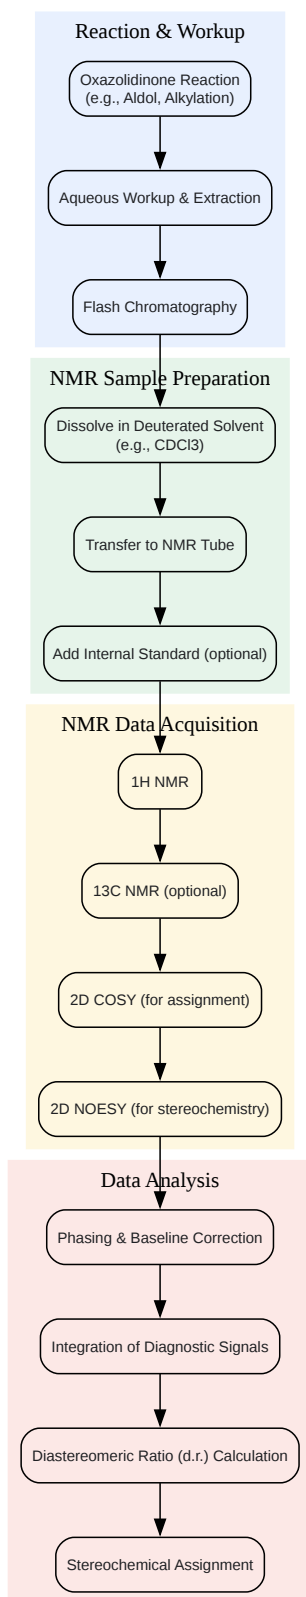 Reaction & Workup
Oxazolidinone Reaction
(e.g., Aldol, Alkylation)
Aqueous Workup & Extraction
Flash Chromatography
NMR Sample Preparation
Dissolve in Deuterated Solvent
(e.g., CDCl3)
Transfer to NMR Tube
Add Internal Standard (optional)
NMR Data Acquisition
1H NMR
13C NMR (optional)
2D COSY (for assignment)
2D NOESY (for stereochemistry)
Data Analysis
Phasing & Baseline Correction
Integration of Diagnostic Signals
Diastereomeric Ratio (d.r.) Calculation
Stereochemical Assignment